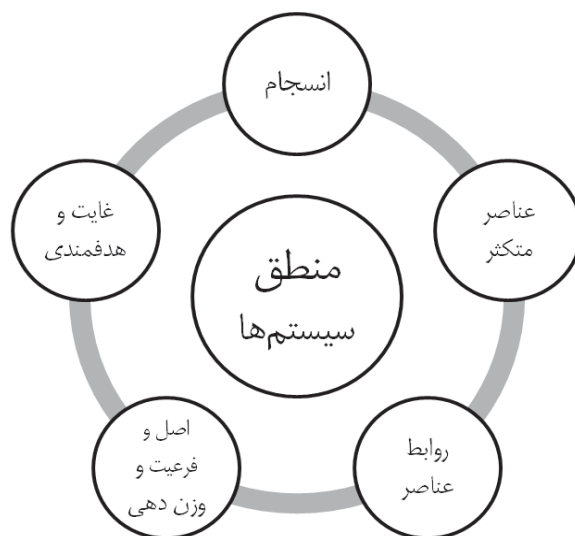 انسجام
عناصر
متکثر
روابط
عناصر
اصل و
فرعیت و
وزن دهی
غایت و
هدفمندی
منطق
سیستم‌ها